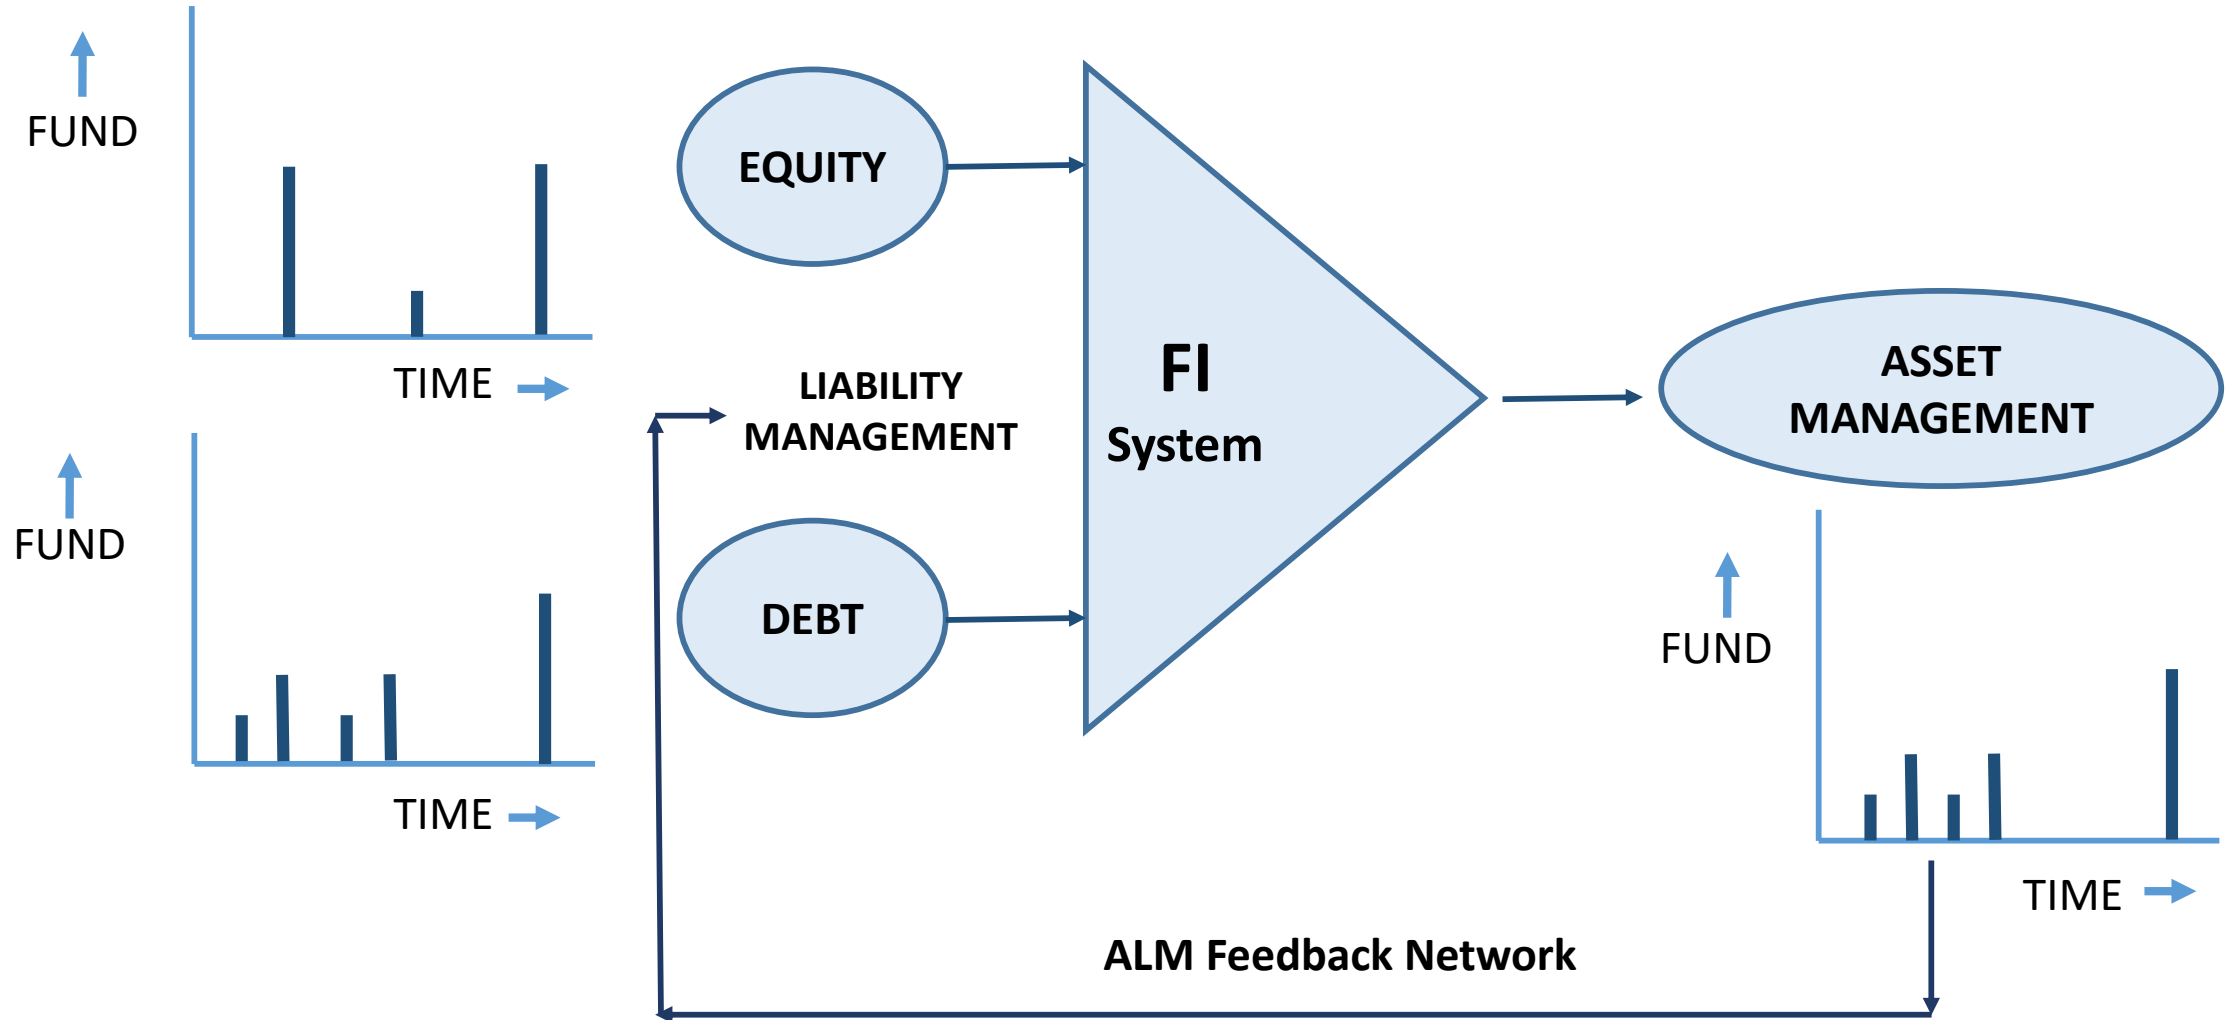 FUND
TIME
FUND
TIME
EQUITY
LIABILITY
MANAGEMENT
DEBT
FI
System
ASSET
MANAGEMENT
FUND
TIME
ALM Feedback Network